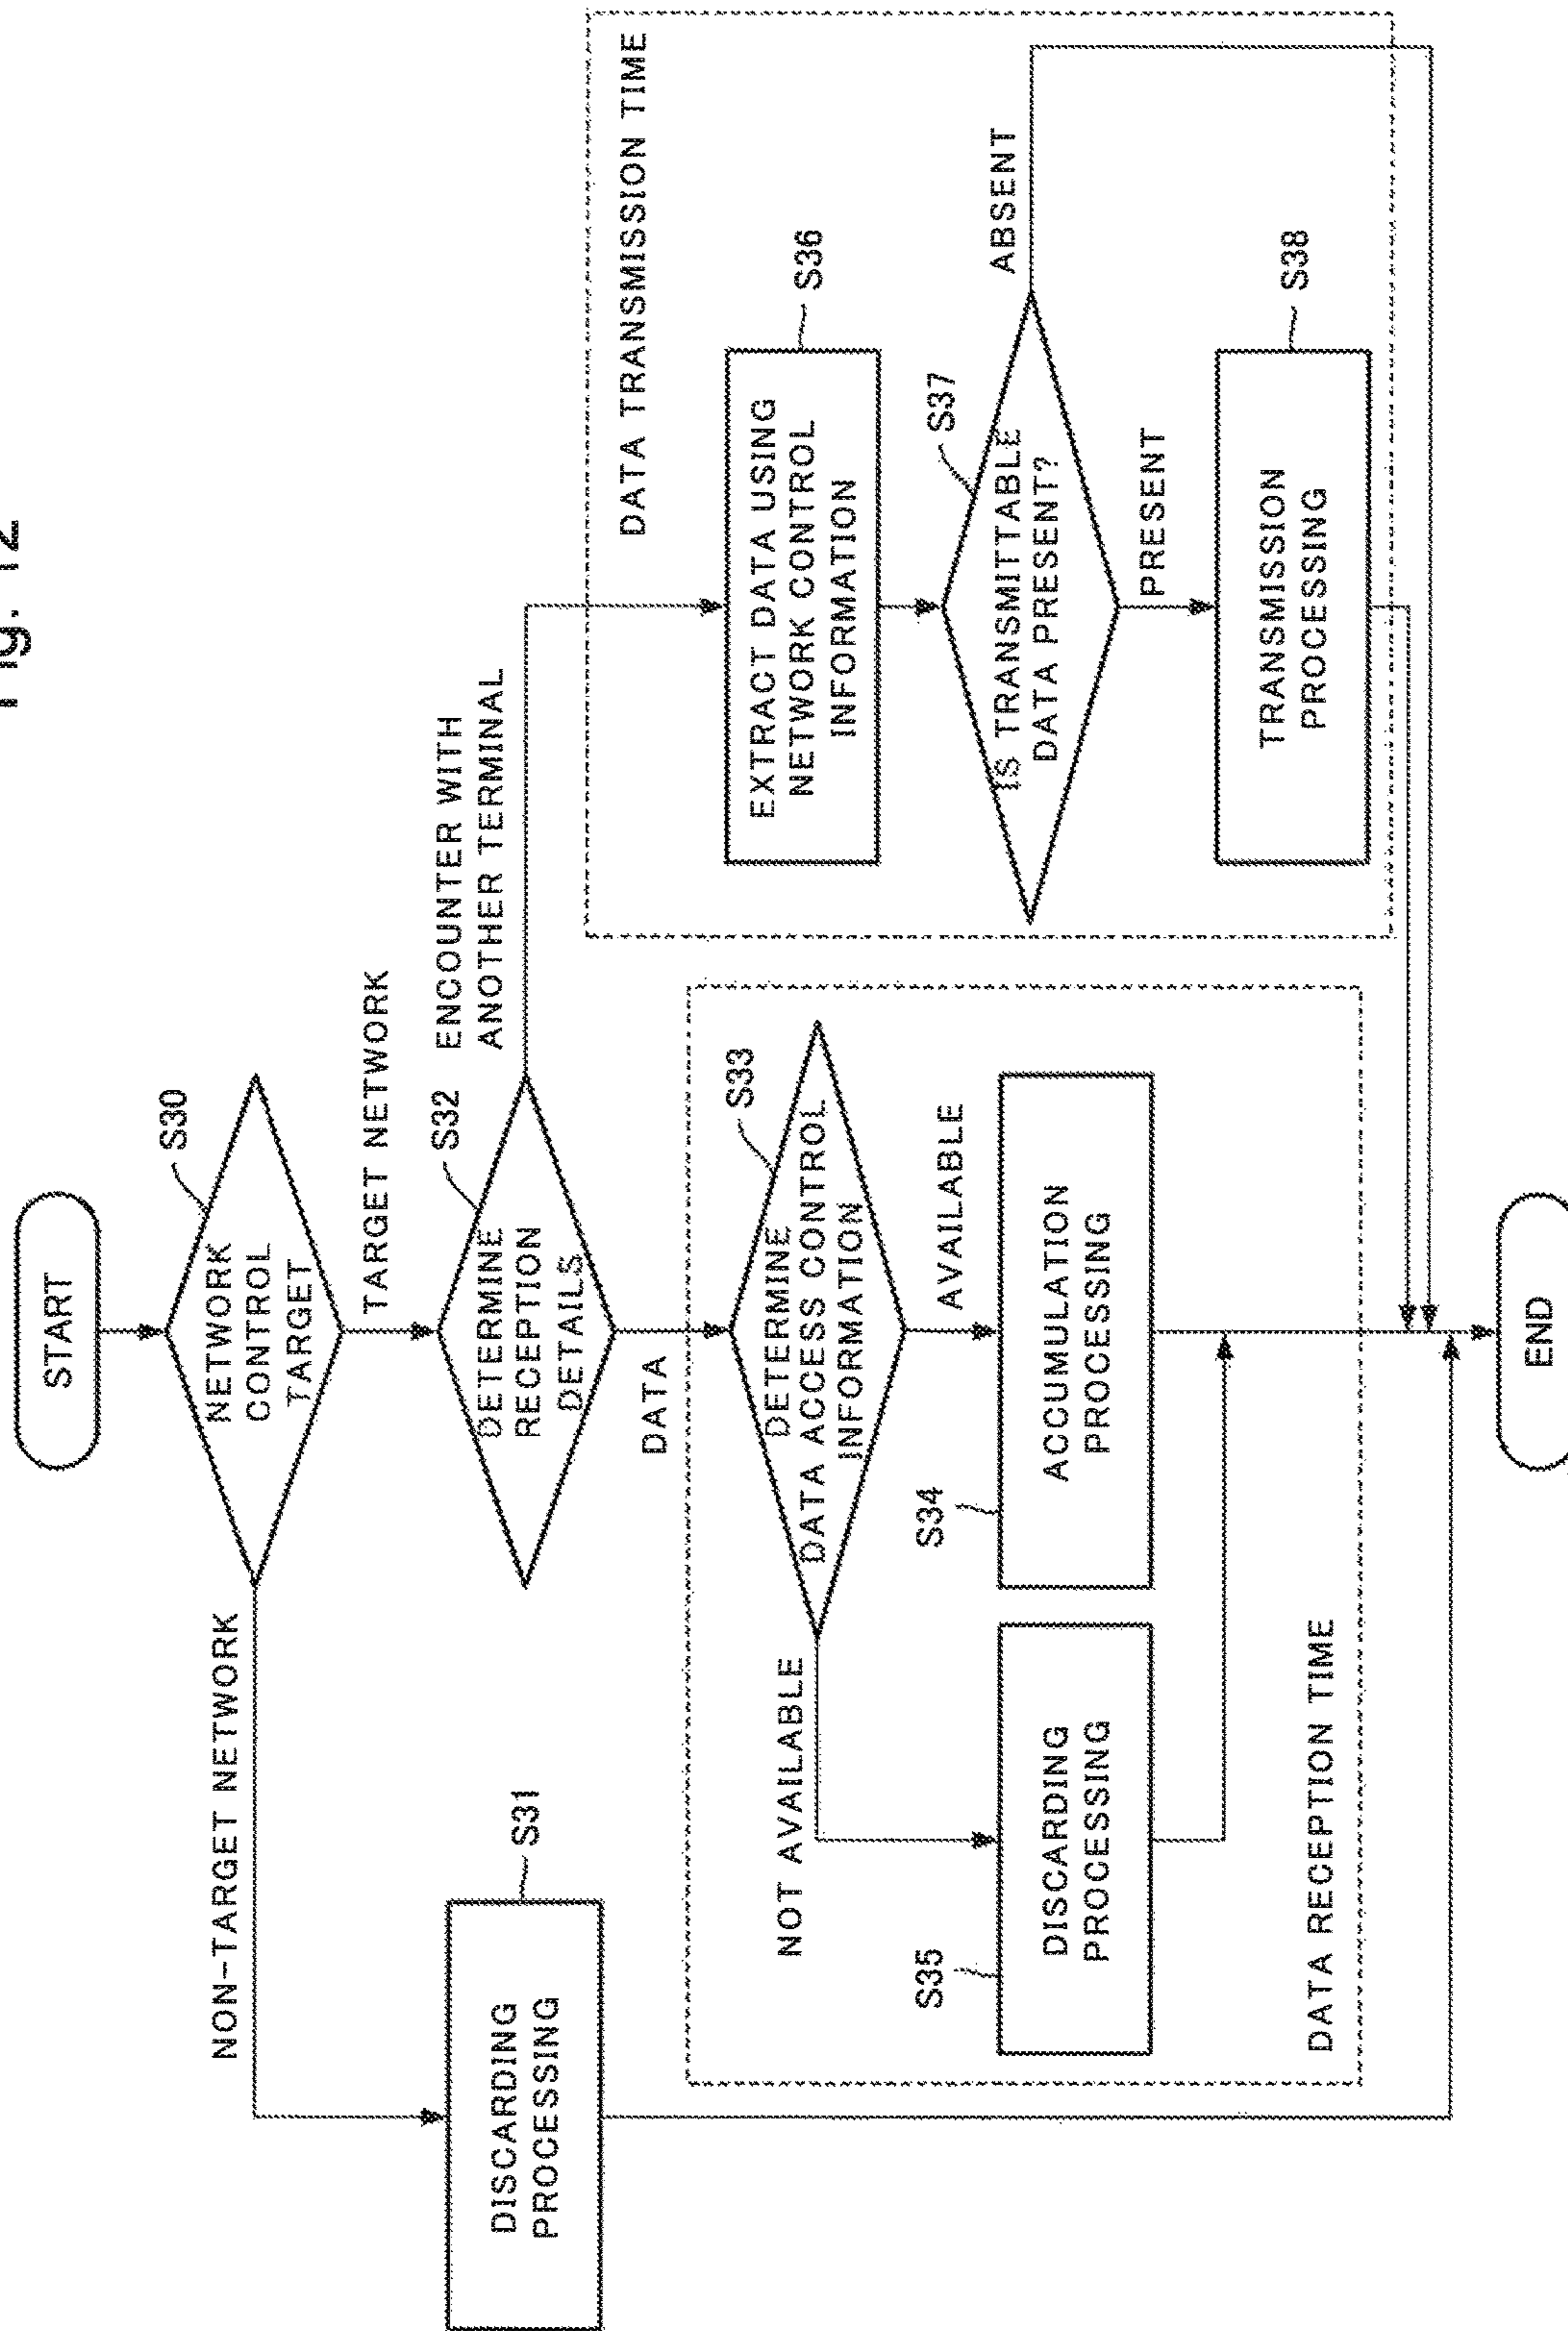 Fig. 12
START
NETWORK
CONTROL
TARGET
S30
NON-TARGET NETWORK
TARGET NETWORK
DISCARDING
PROCESSING
S31
DETERMINE
RECEPTION
DETAILS
S32
ENCOUNTER WITH
ANOTHER TERMINAL
DATA
DETERMINE
DATA ACCESS CONTROL
INFORMATION
S33
NOT AVAILABLE
AVAILABLE
S35
DISCARDING
PROCESSING
S34
ACCUMULATION
PROCESSING
DATA RECEPTION TIME
DATA TRANSMISSION TIME
EXTRACT DATA USING
NETWORK CONTROL
INFORMATION
S36
IS TRANSMITTABLE
DATA PRESENT?
S37
ABSENT
PRESENT
TRANSMISSION
PROCESSING
S38
END